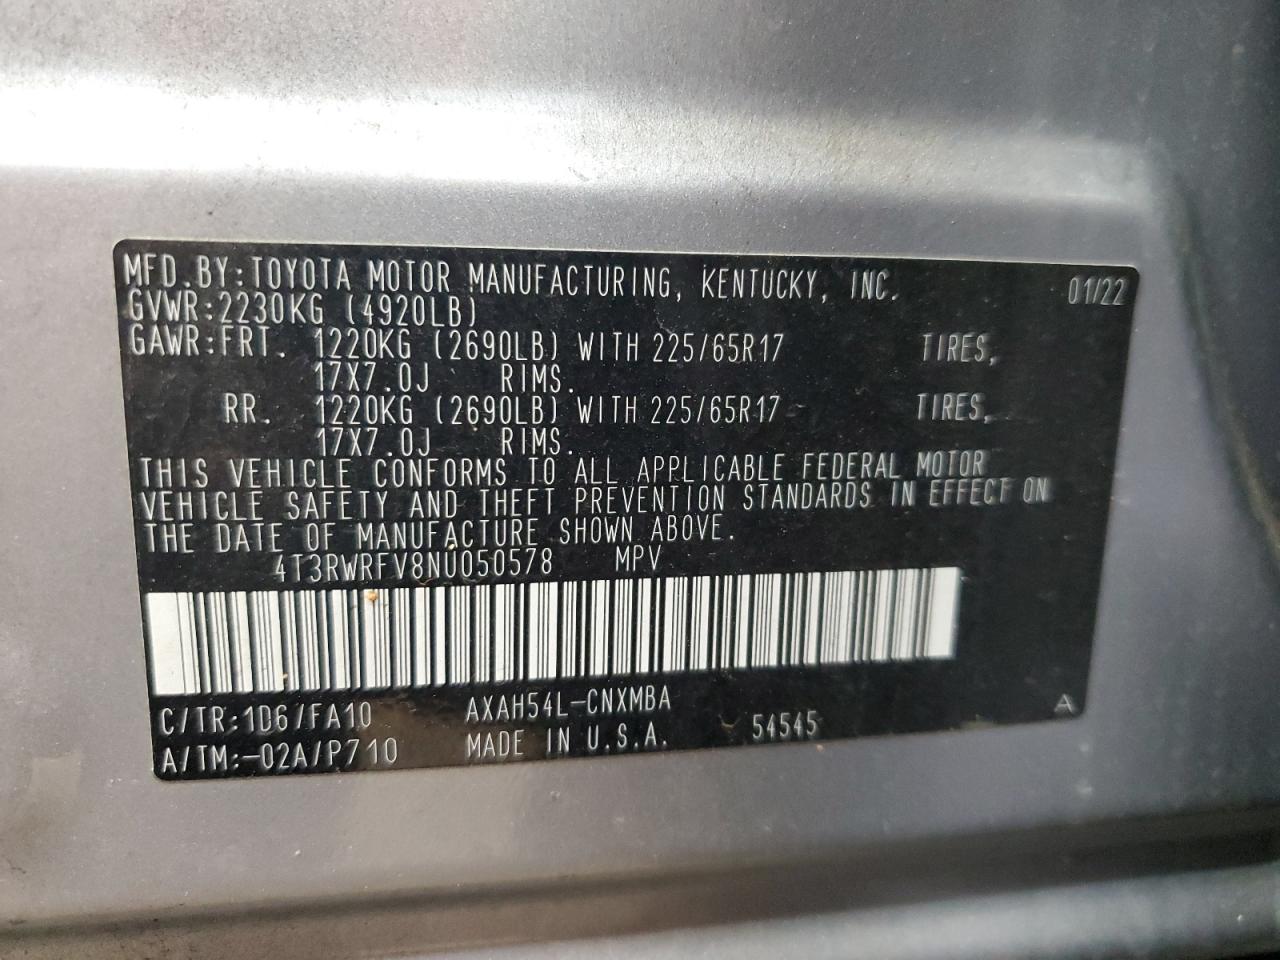 MFD.BY:TOYOTA MOTOR MANUFACTURING, KENTUCKY, INC. 01/22
GVWR:2230KG (4920LB)
GAWR:FRT. 1220KG (2690LB) WITH 225/65R17 TIRES,
17X7.0J RIMS.
RR. 1220KG (2690LB) WITH 225/65R17 TIRES,
17X7.0J RIMS.
THIS VEHICLE CONFORMS TO ALL APPLICABLE FEDERAL MOTOR
VEHICLE SAFETY AND THEFT PREVENTION STANDARDS IN EFFECT ON
THE DATE OF MANUFACTURE SHOWN ABOVE.
4T3RWRFV8NU050578 MPV
C/TR:1D6/FA10 AXAH54L-CNXMBA A
A/TM:-02A/P710 MADE IN U.S.A. 54545